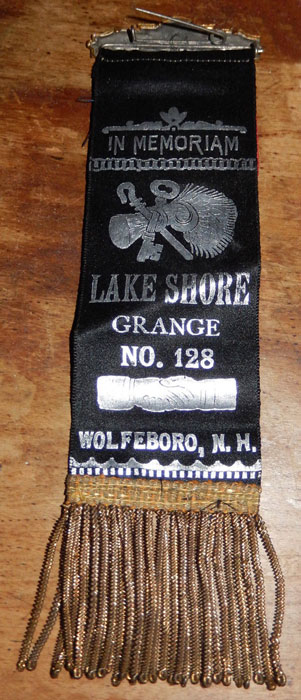 IN MEMORIAM
LAKE SHORE
GRANGE
NO. 128
WOLFEBORO, N. H.